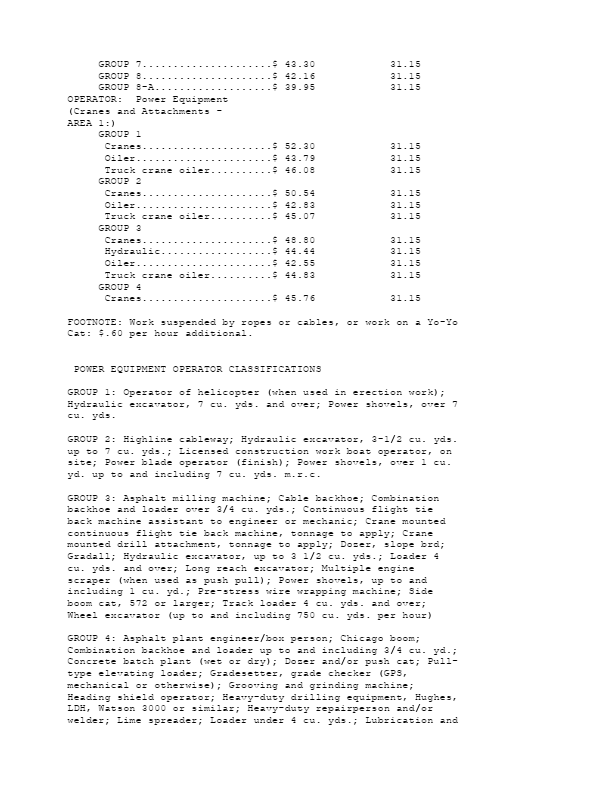 GROUP 7.....................$ 43.30 31.15
GROUP 8.....................$ 42.16 31.15
GROUP 8-A...................$ 39.95 31.15
OPERATOR: Power Equipment
(Cranes and Attachments -
AREA 1:)
GROUP 1
Cranes.....................$ 52.30 31.15
Oiler......................$ 43.79 31.15
Truck crane oiler..........$ 46.08 31.15
GROUP 2
Cranes.....................$ 50.54 31.15
Oiler......................$ 42.83 31.15
Truck crane oiler..........$ 45.07 31.15
GROUP 3
Cranes.....................$ 48.80 31.15
Hydraulic..................$ 44.44 31.15
Oiler......................$ 42.55 31.15
Truck crane oiler..........$ 44.83 31.15
GROUP 4
Cranes.....................$ 45.76 31.15
FOOTNOTE: Work suspended by ropes or cables, or work on a Yo-Yo
Cat: $.60 per hour additional.
POWER EQUIPMENT OPERATOR CLASSIFICATIONS
GROUP 1: Operator of helicopter (when used in erection work);
Hydraulic excavator, 7 cu. yds. and over; Power shovels, over 7
cu. yds.
GROUP 2: Highline cableway; Hydraulic excavator, 3-1/2 cu. yds.
up to 7 cu. yds.; Licensed construction work boat operator, on
site; Power blade operator (finish); Power shovels, over 1 cu.
yd. up to and including 7 cu. yds. m.r.c.
GROUP 3: Asphalt milling machine; Cable backhoe; Combination
backhoe and loader over 3/4 cu. yds.; Continuous flight tie
back machine assistant to engineer or mechanic; Crane mounted
continuous flight tie back machine, tonnage to apply; Crane
mounted drill attachment, tonnage to apply; Dozer, slope brd;
Gradall; Hydraulic excavator, up to 3 1/2 cu. yds.; Loader 4
cu. yds. and over; Long reach excavator; Multiple engine
scraper (when used as push pull); Power shovels, up to and
including 1 cu. yd.; Pre-stress wire wrapping machine; Side
boom cat, 572 or larger; Track loader 4 cu. yds. and over;
Wheel excavator (up to and including 750 cu. yds. per hour)
GROUP 4: Asphalt plant engineer/box person; Chicago boom;
Combination backhoe and loader up to and including 3/4 cu. yd.;
Concrete batch plant (wet or dry); Dozer and/or push cat; Pull-
type elevating loader; Gradesetter, grade checker (GPS,
mechanical or otherwise); Grooving and grinding machine;
Heading shield operator; Heavy-duty drilling equipment, Hughes,
LDH, Watson 3000 or similar; Heavy-duty repairperson and/or
welder; Lime spreader; Loader under 4 cu. yds.; Lubrication and